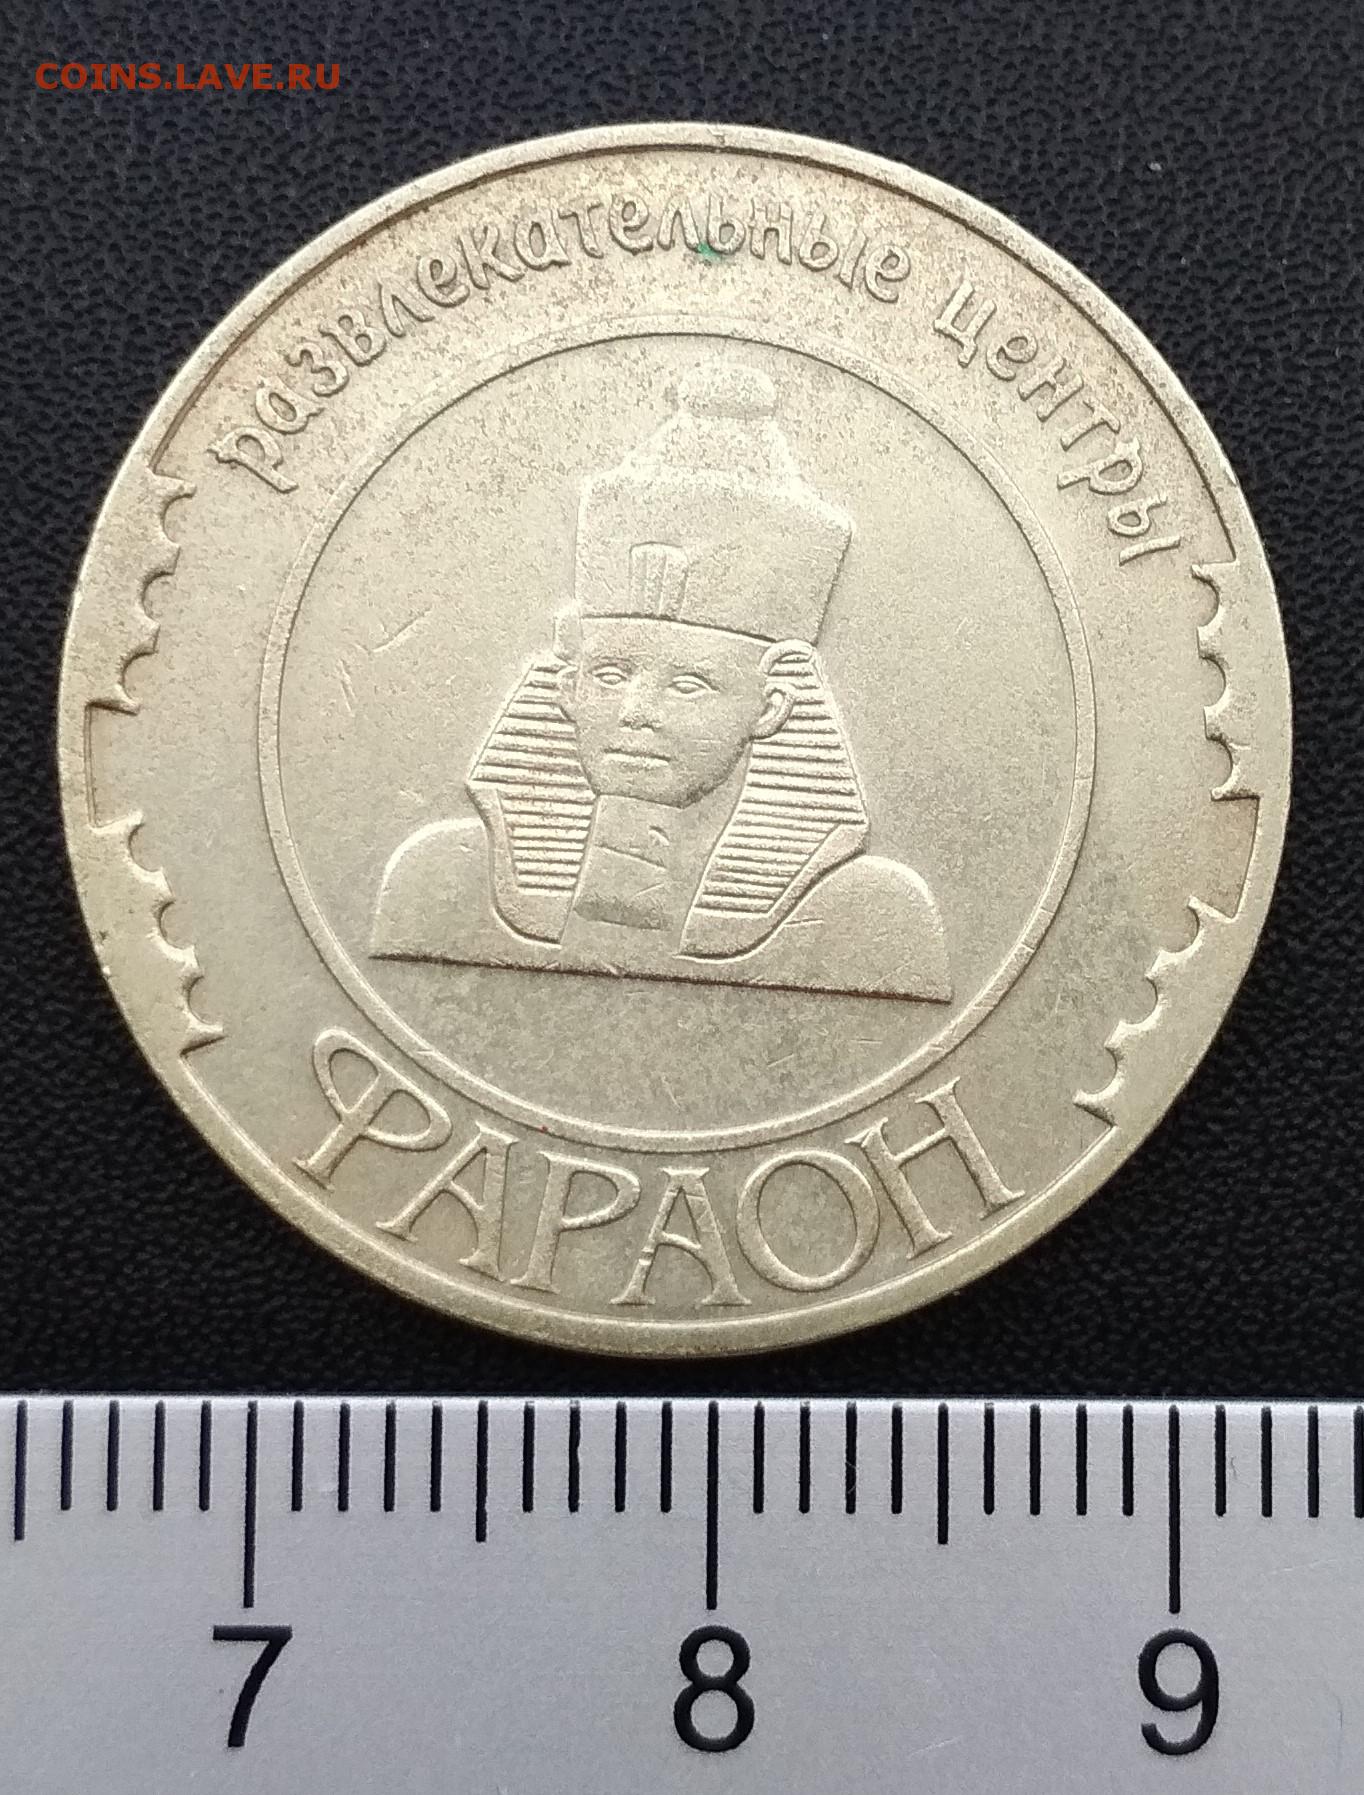 COINS.LAVE.RU
развлекательные центры
ФАРАОН
7 8 9